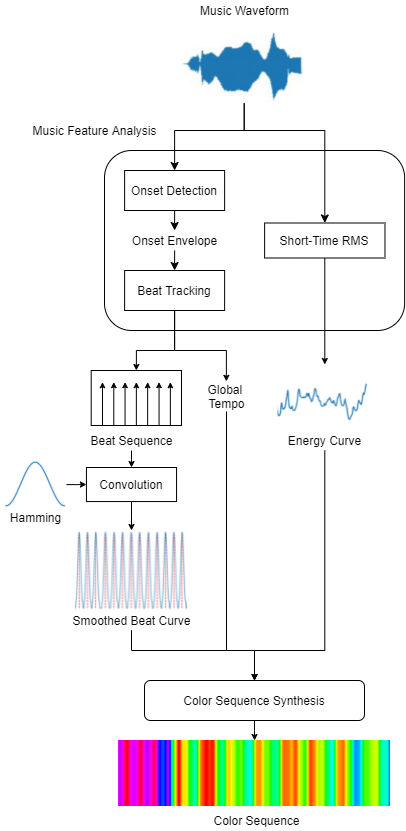 Music Waveform
Music Feature Analysis
Onset Detection
Onset Envelope
Short-Time RMS
Beat Tracking
Global
Tempo
Beat Sequence
Energy Curve
Convolution
Hamming
Smoothed Beat Curve
Color Sequence Synthesis
Color Sequence